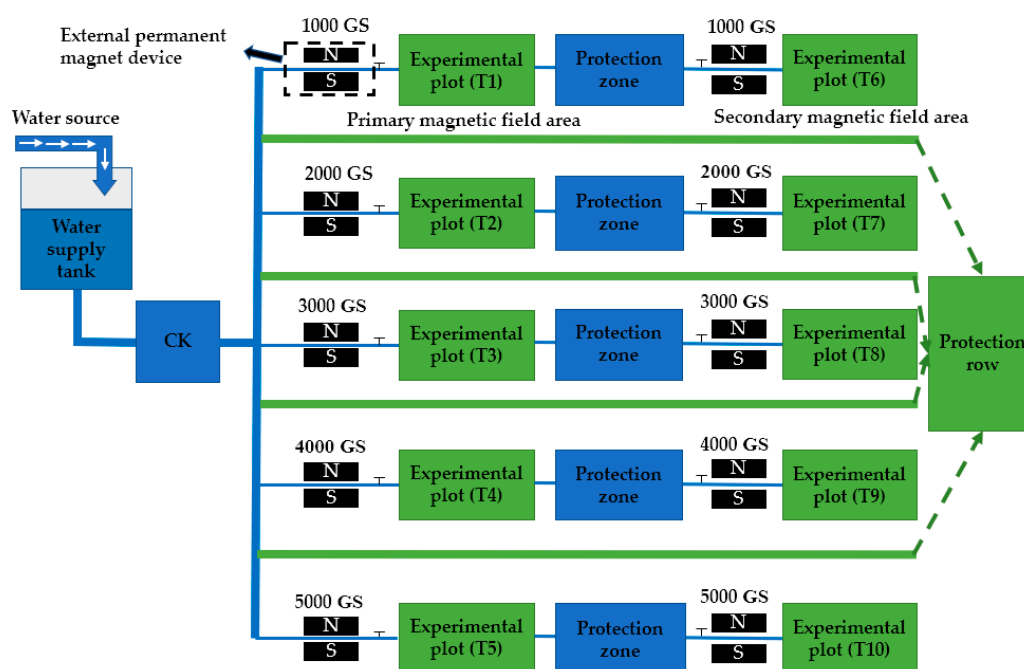 1000 GS
1000 GS
External permanent
magnet device
N
S
Experimental
plot (T1)
Protection
zone
N
S
Experimental
plot (T6)
Water source
Primary magnetic field area
Secondary magnetic field area
2000 GS
2000 GS
N
S
Experimental
plot (T2)
Protection
zone
N
S
Experimental
plot (T7)
Water
supply
tank
3000 GS
3000 GS
CK
N
S
Experimental
plot (T3)
Protection
zone
N
S
Experimental
plot (T8)
Protection
row
4000 GS
4000 GS
N
S
Experimental
plot (T4)
Protection
zone
N
S
Experimental
plot (T9)
5000 GS
5000 GS
N
S
Experimental
plot (T5)
Protection
zone
N
S
Experimental
plot (T10)